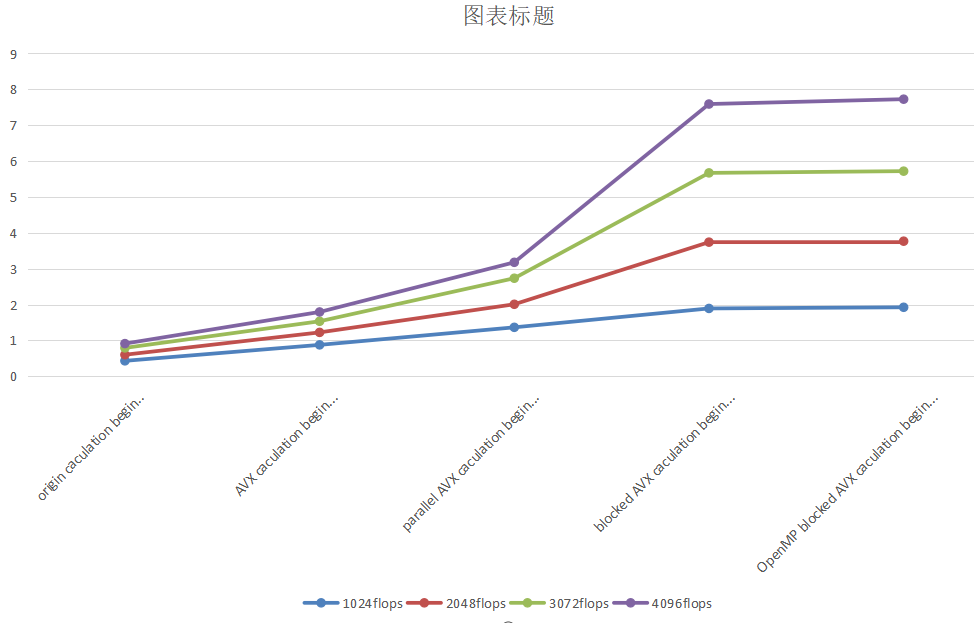 图表标题
9
8
7
6
5
4
3
2
1
0
origin caculation begin...
AVX caculation begin...
parallel AVX caculation begin...
blocked AVX caculation begin...
OpenMP blocked AVX caculation begin...
1024flops 2048flops 3072flops 4096flops